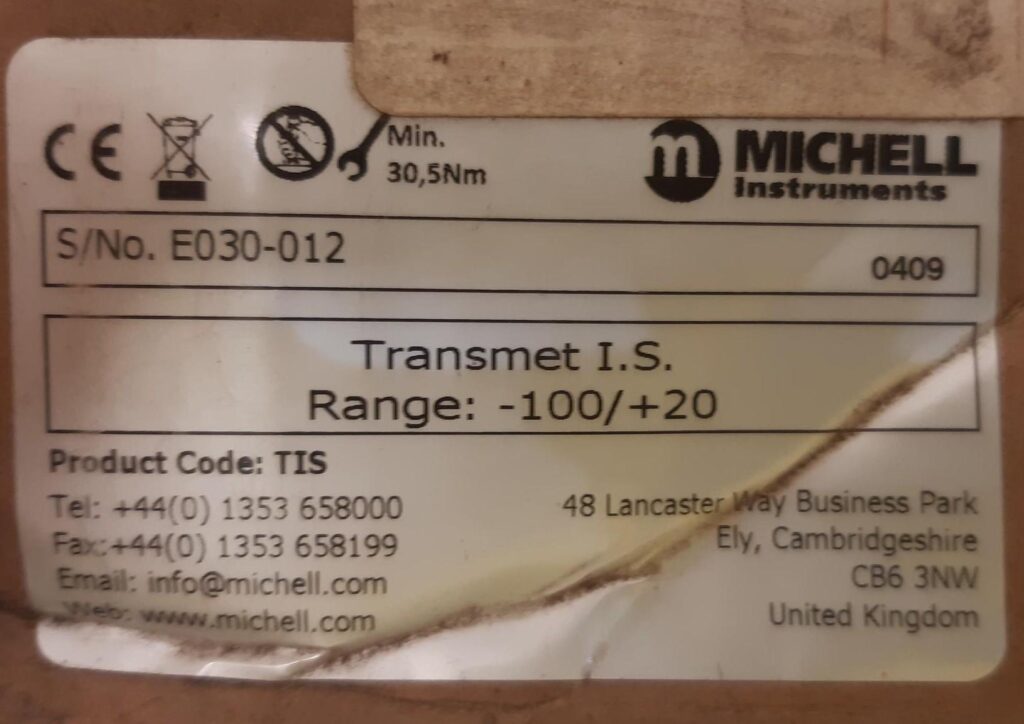 CE
Min.
30,5Nm
m MICHELL
Instruments
S/No. E030-012
0409
Transmet I.S.
Range: -100/+20
Product Code: TIS
Tel: +44(0) 1353 658000
Fax:+44(0) 1353 658199
Email: info@michell.com
Web: www.michell.com
48 Lancaster Way Business Park
Ely, Cambridgeshire
CB6 3NW
United Kingdom